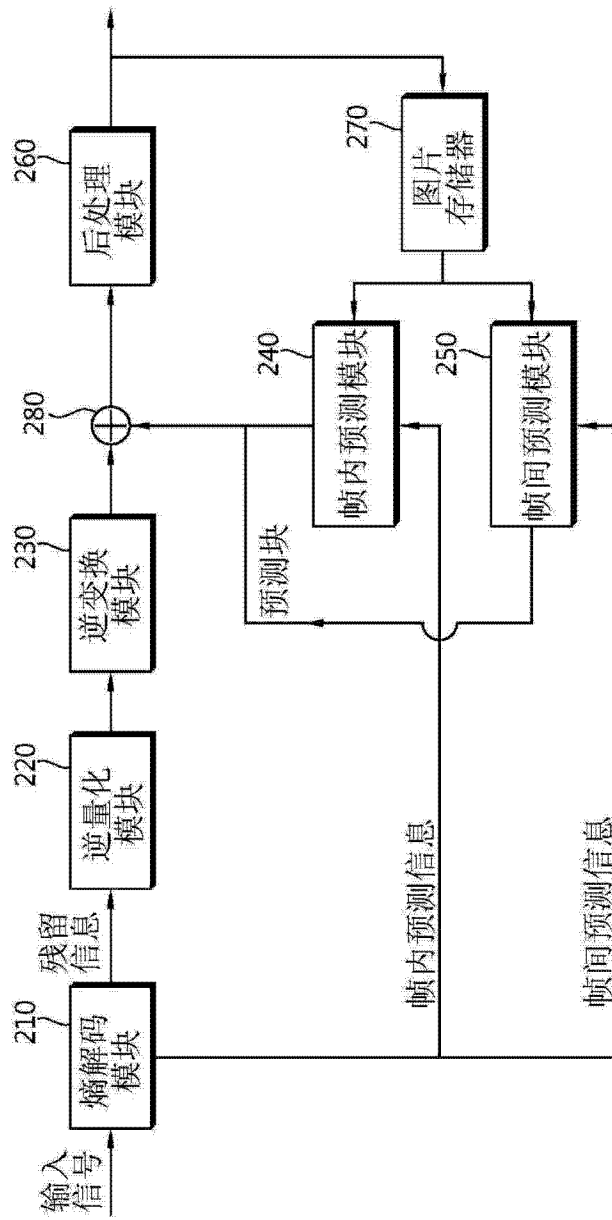 输入
信号
210
熵解码
模块
残留
信息
220
逆量化
模块
230
逆变换
模块
280
260
后处理
模块
预测块
240
帧内预测模块
250
帧间预测模块
270
图片
存储器
帧内预测信息
帧间预测信息